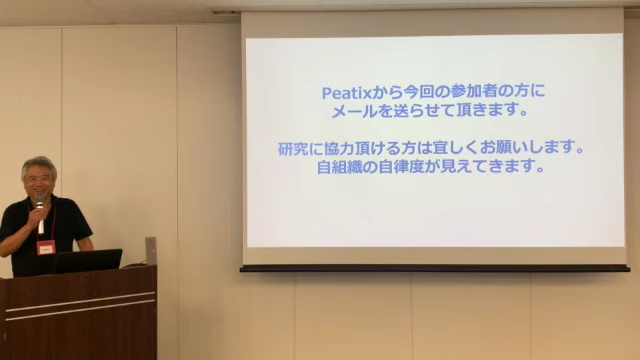 Peatixから今回の参加者の方に
メールを送らせて頂きます。
研究に協力頂ける方は宜しくお願いします。
自組織の自律度が見えてきます。